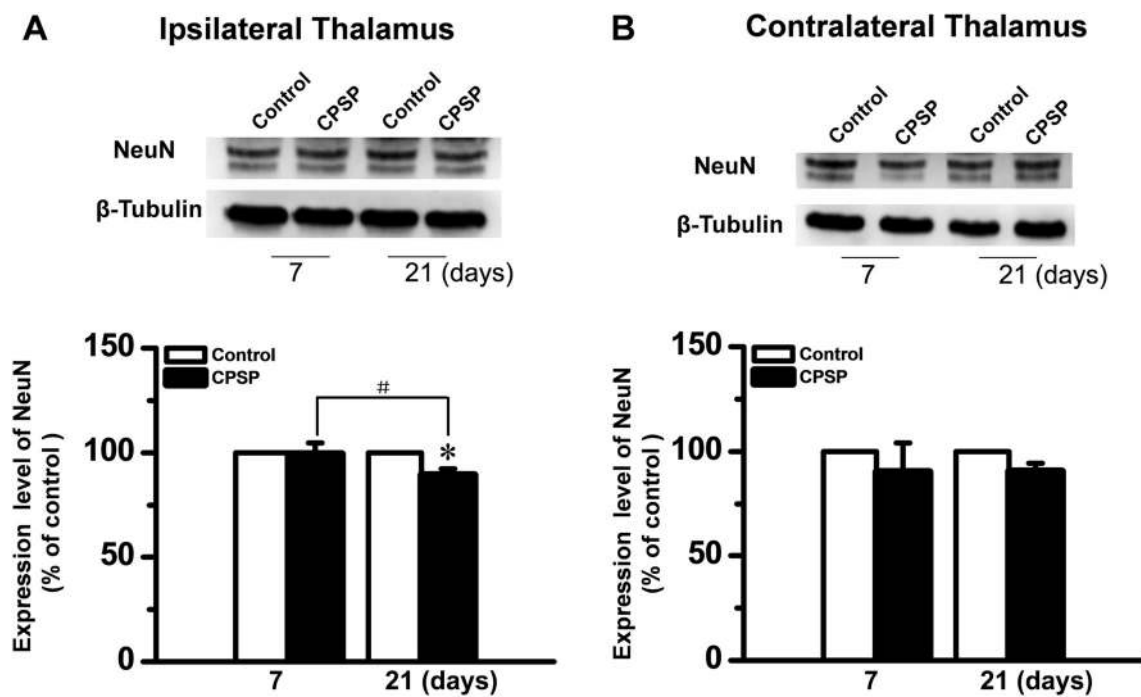 A Ipsilateral Thalamus
Control CPSP Control CPSP
NeuN
β-Tubulin
7 21 (days)
150
100
50
0
Expression level of NeuN
(% of control )
Control
CPSP
#
*
7 21 (days)
B Contralateral Thalamus
Control CPSP Control CPSP
NeuN
β-Tubulin
7 21 (days)
150
100
50
0
Expression level of NeuN
(% of control )
Control
CPSP
7 21 (days)